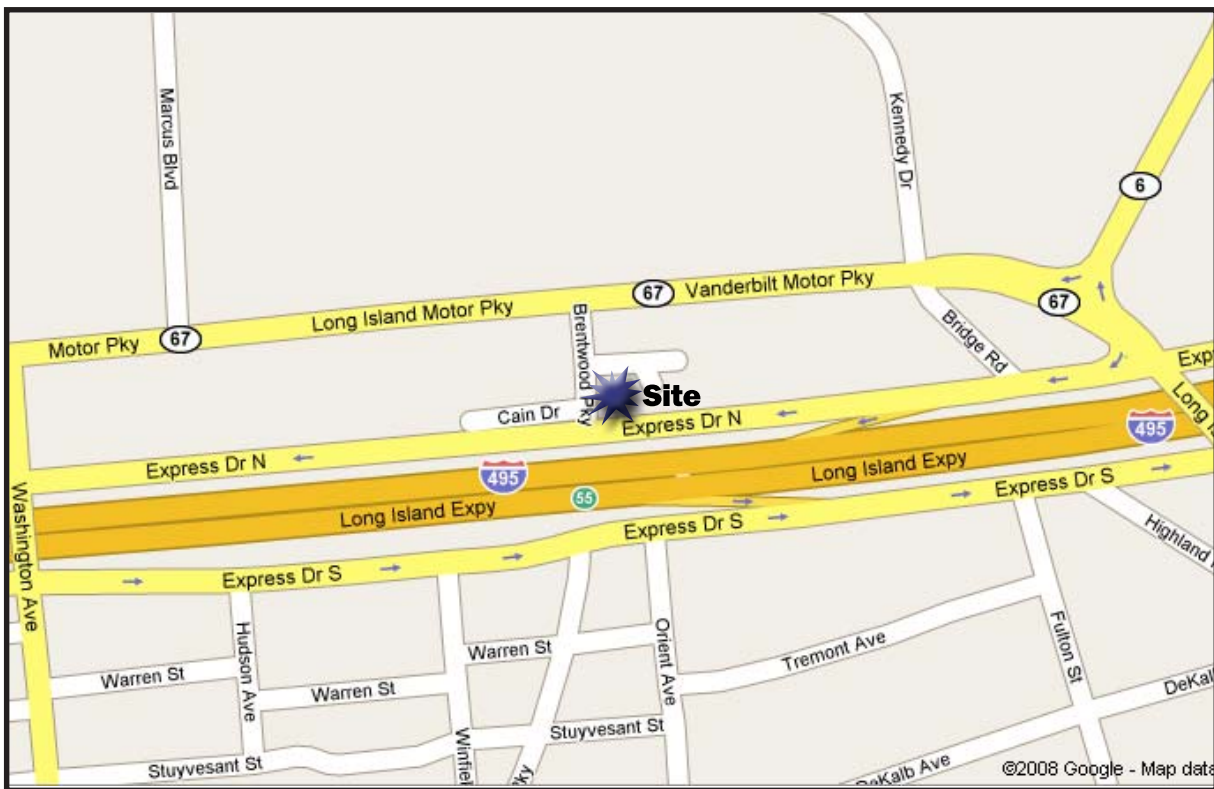 Marcus Blvd
Kennedy Dr
6
67
Vanderbilt Motor Pky
67
Long Island Motor Pky
67
Motor Pky
Brentwood Pky
Bridge Rd
Site
Cain Dr
Express Dr N
Express Dr N
495
Long
495
Long Island Expy
55
Long Island Expy
Express Dr S
Express Dr S
Express Dr S
Washington Ave
Highland
Hudson Ave
Orient Ave
Fulton St
Warren St
Tremont Ave
Warren St
Warren St
Stuyvesant St
Stuyvesant St
DeKalb Ave
©2008 Google - Map data